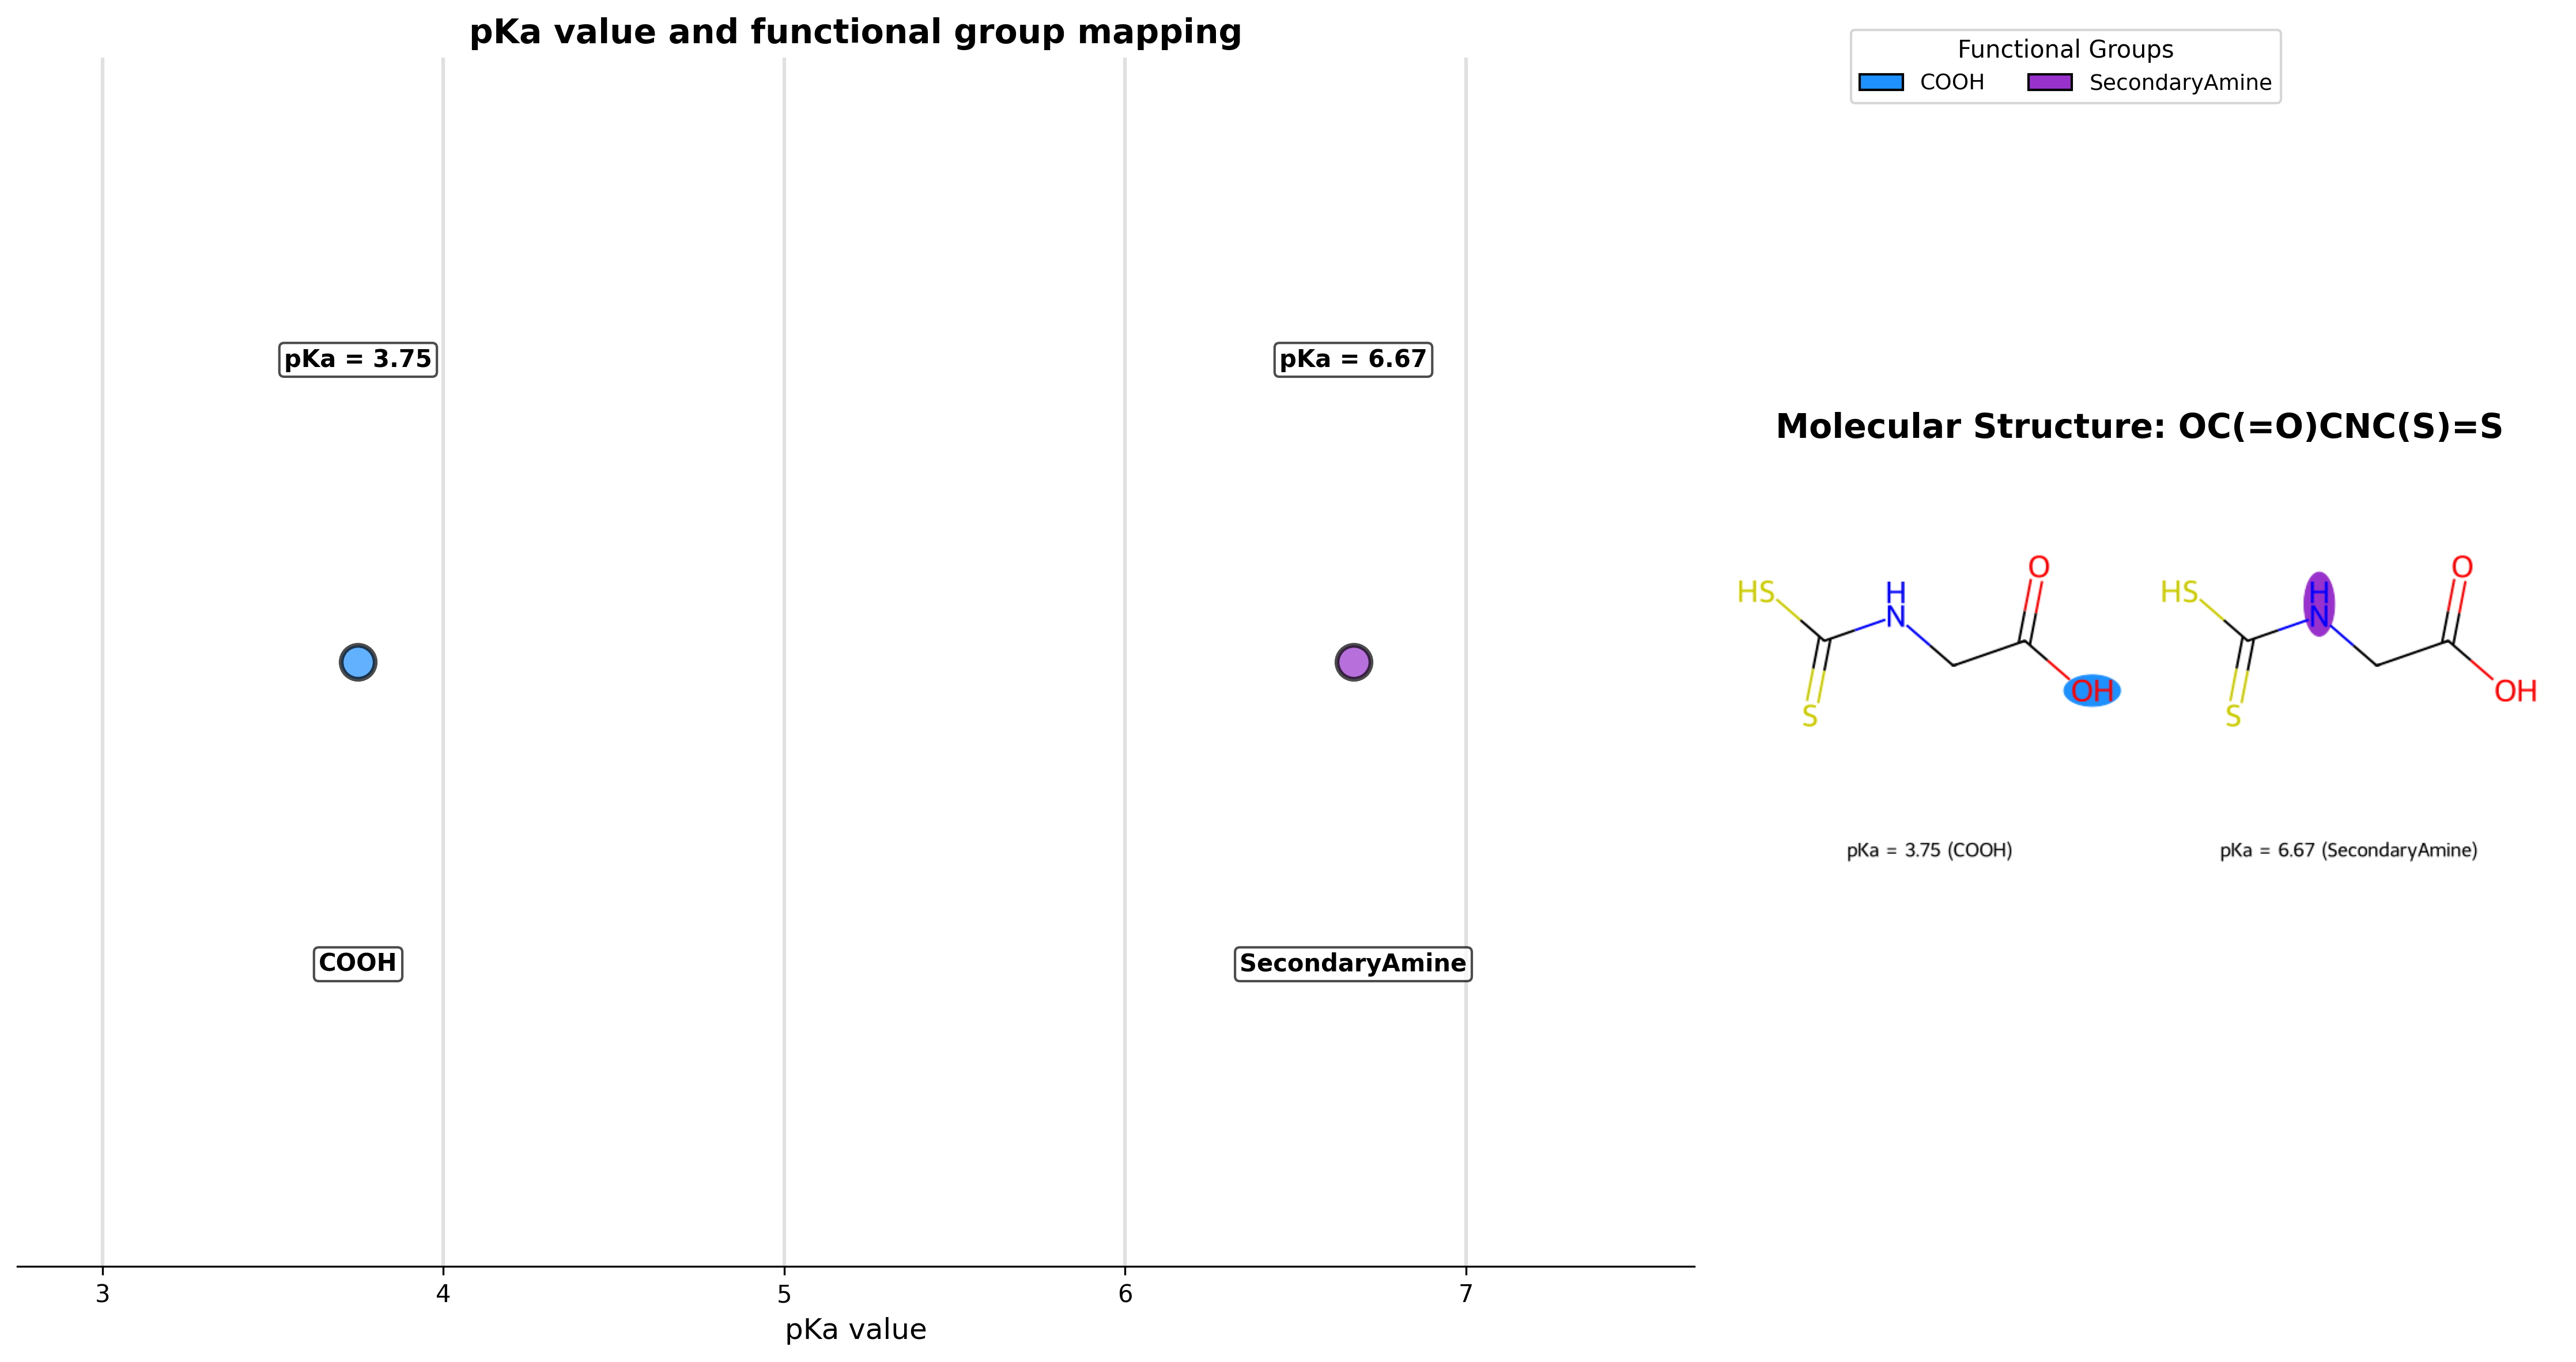 pKa value and functional group mapping
Functional Groups
COOH SecondaryAmine
pKa = 3.75
pKa = 6.67
COOH
SecondaryAmine
3 4 5 6 7
pKa value
Molecular Structure: OC(=O)CNC(S)=S
HS
H
N
O
OH
S
HS
H
N
O
OH
S
pKa = 3.75 (COOH)
pKa = 6.67 (SecondaryAmine)